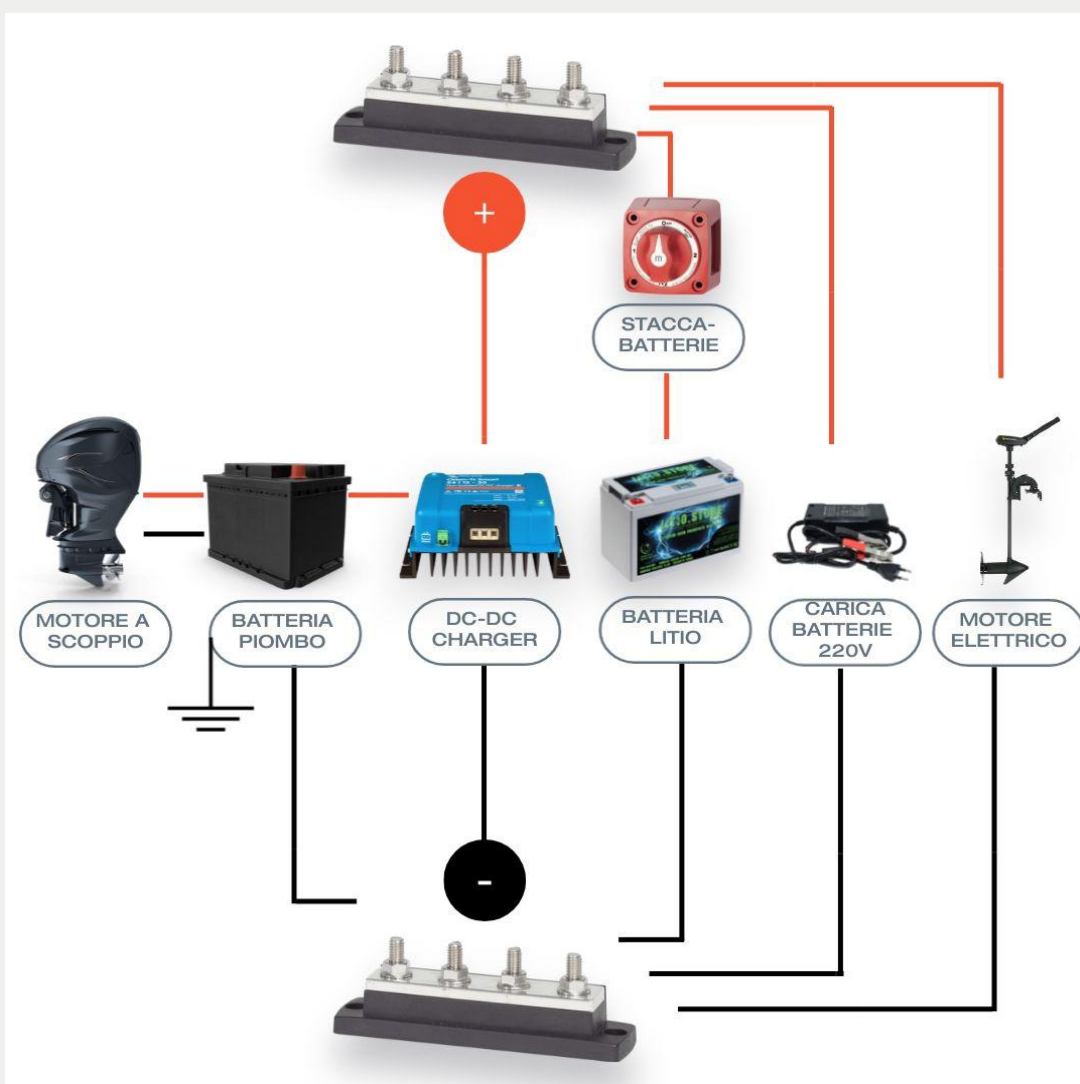 +
STACCA-
BATTERIE
MOTORE A
SCOPPIO
BATTERIA
PIOMBO
DC-DC
CHARGER
BATTERIA
LITIO
CARICA
BATTERIE
220V
MOTORE
ELETTRICO
-